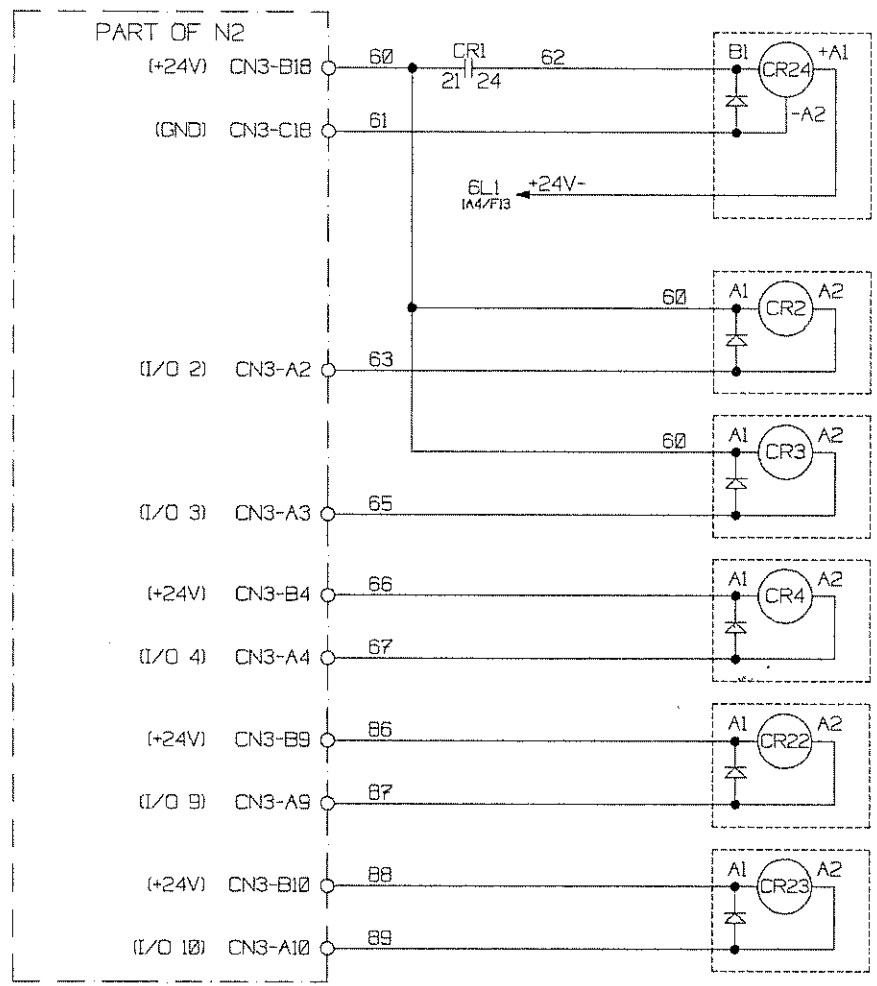 PART OF N2
(+24V) CN3-B18 60 CR1 62 B1 CR24 +A1
21 24
-A2
(GND) CN3-C18 61
6L1 +24V-
1A4/F13
60 A1 CR2 A2
(I/O 2) CN3-A2 63
60 A1 CR3 A2
(I/O 3) CN3-A3 65
(+24V) CN3-B4 66 A1 CR4 A2
(I/O 4) CN3-A4 67
(+24V) CN3-B9 86 A1 CR22 A2
(I/O 9) CN3-A9 87
(+24V) CN3-B10 88 A1 CR23 A2
(I/O 10) CN3-A10 89